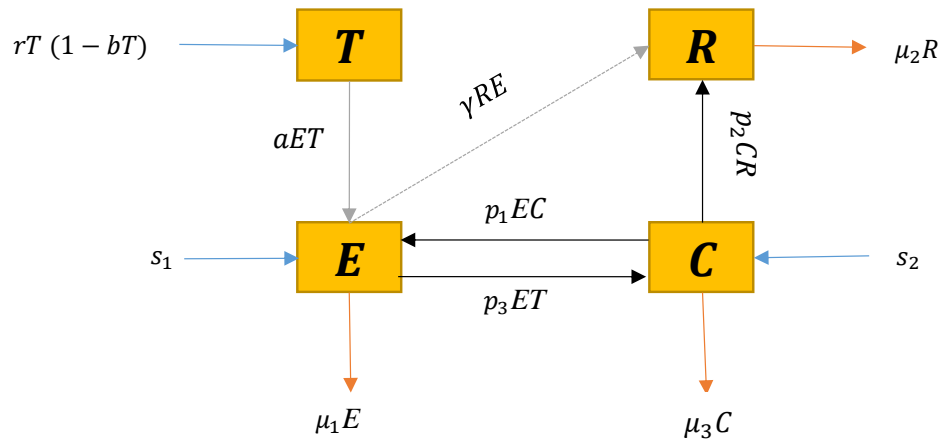 rT (1 − bT)
T
R
μ₂R
aET
γRE
p₂CR
p₁EC
s₁
E
C
s₂
p₃ET
μ₁E
μ₃C